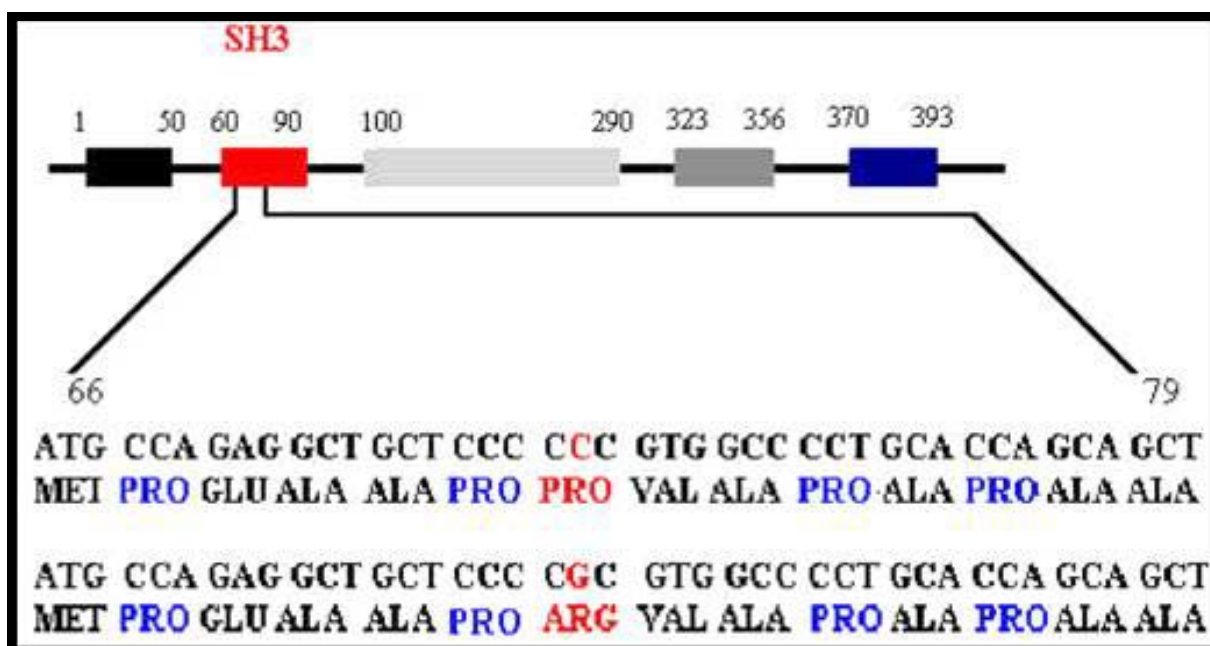 SH3
1 50 60 90 100 290 323 356 370 393
66 79
ATG CCA GAG GCT GCT CCC CCC GTG GCC CCT GCA CCA GCA GCT
MET PRO GLU ALA ALA PRO PRO VAL ALA PRO ALA PRO ALA ALA
ATG CCA GAG GCT GCT CCC CGC GTG GCC CCT GCA CCA GCA GCT
MET PRO GLU ALA ALA PRO ARG VAL ALA PRO ALA PRO ALA ALA